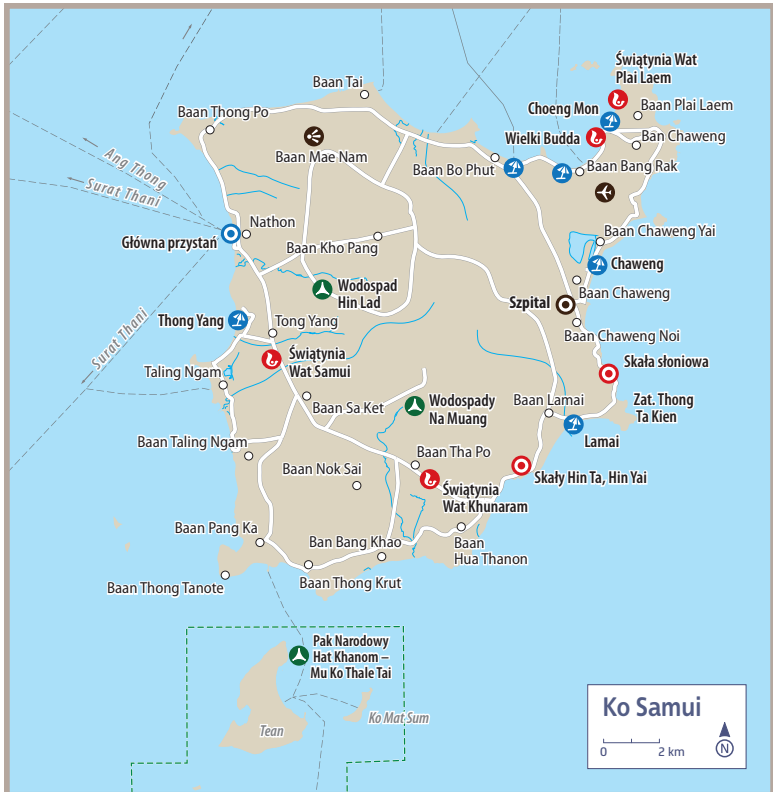 Świątynia Wat
Plai Laem
Baan Tai
Choeng Mon
Baan Plai Laem
Baan Thong Po
Wielki Budda
Ban Chaweng
Baan Mae Nam
Baan Bo Phut
Baan Bang Rak
Ang Thong
Surat Thani
Nathon
Główna przystań
Baan Kho Pang
Baan Chaweng Yai
Chaweng
Wodospad
Hin Lad
Baan Chaweng
Szpital
Thong Yang
Tong Yang
Baan Chaweng Noi
Surat Thani
Świątynia
Wat Samui
Skała słoniowa
Taling Ngam
Baan Sa Ket
Wodospady
Na Muang
Baan Lamai
Zat. Thong
Ta Kien
Lamai
Baan Taling Ngam
Baan Tha Po
Baan Nok Sai
Skały Hin Ta, Hin Yai
Świątynia
Wat Khunaram
Baan Pang Ka
Ban Bang Khao
Baan
Hua Thanon
Baan Thong Tanote
Baan Thong Krut
Pak Narodowy
Hat Khanom –
Mu Ko Thale Tai
Tean
Ko Mat Sum
Ko Samui
0 2 km
N